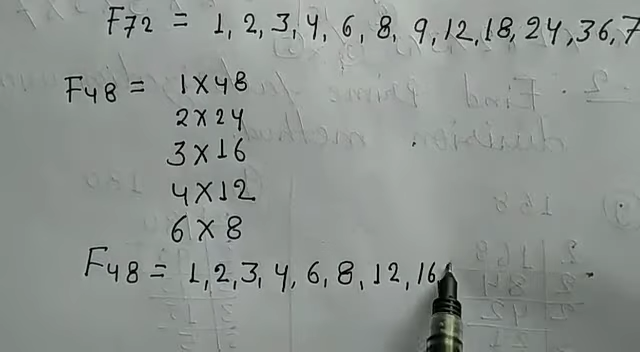 F72 = 1, 2, 3, 4, 6, 8, 9, 12, 18, 24, 36, 7
F48 = 1 X 48
2 X 24
3 X 16
4 X 12
6 X 8
F48 = 1, 2, 3, 4, 6, 8, 12, 16